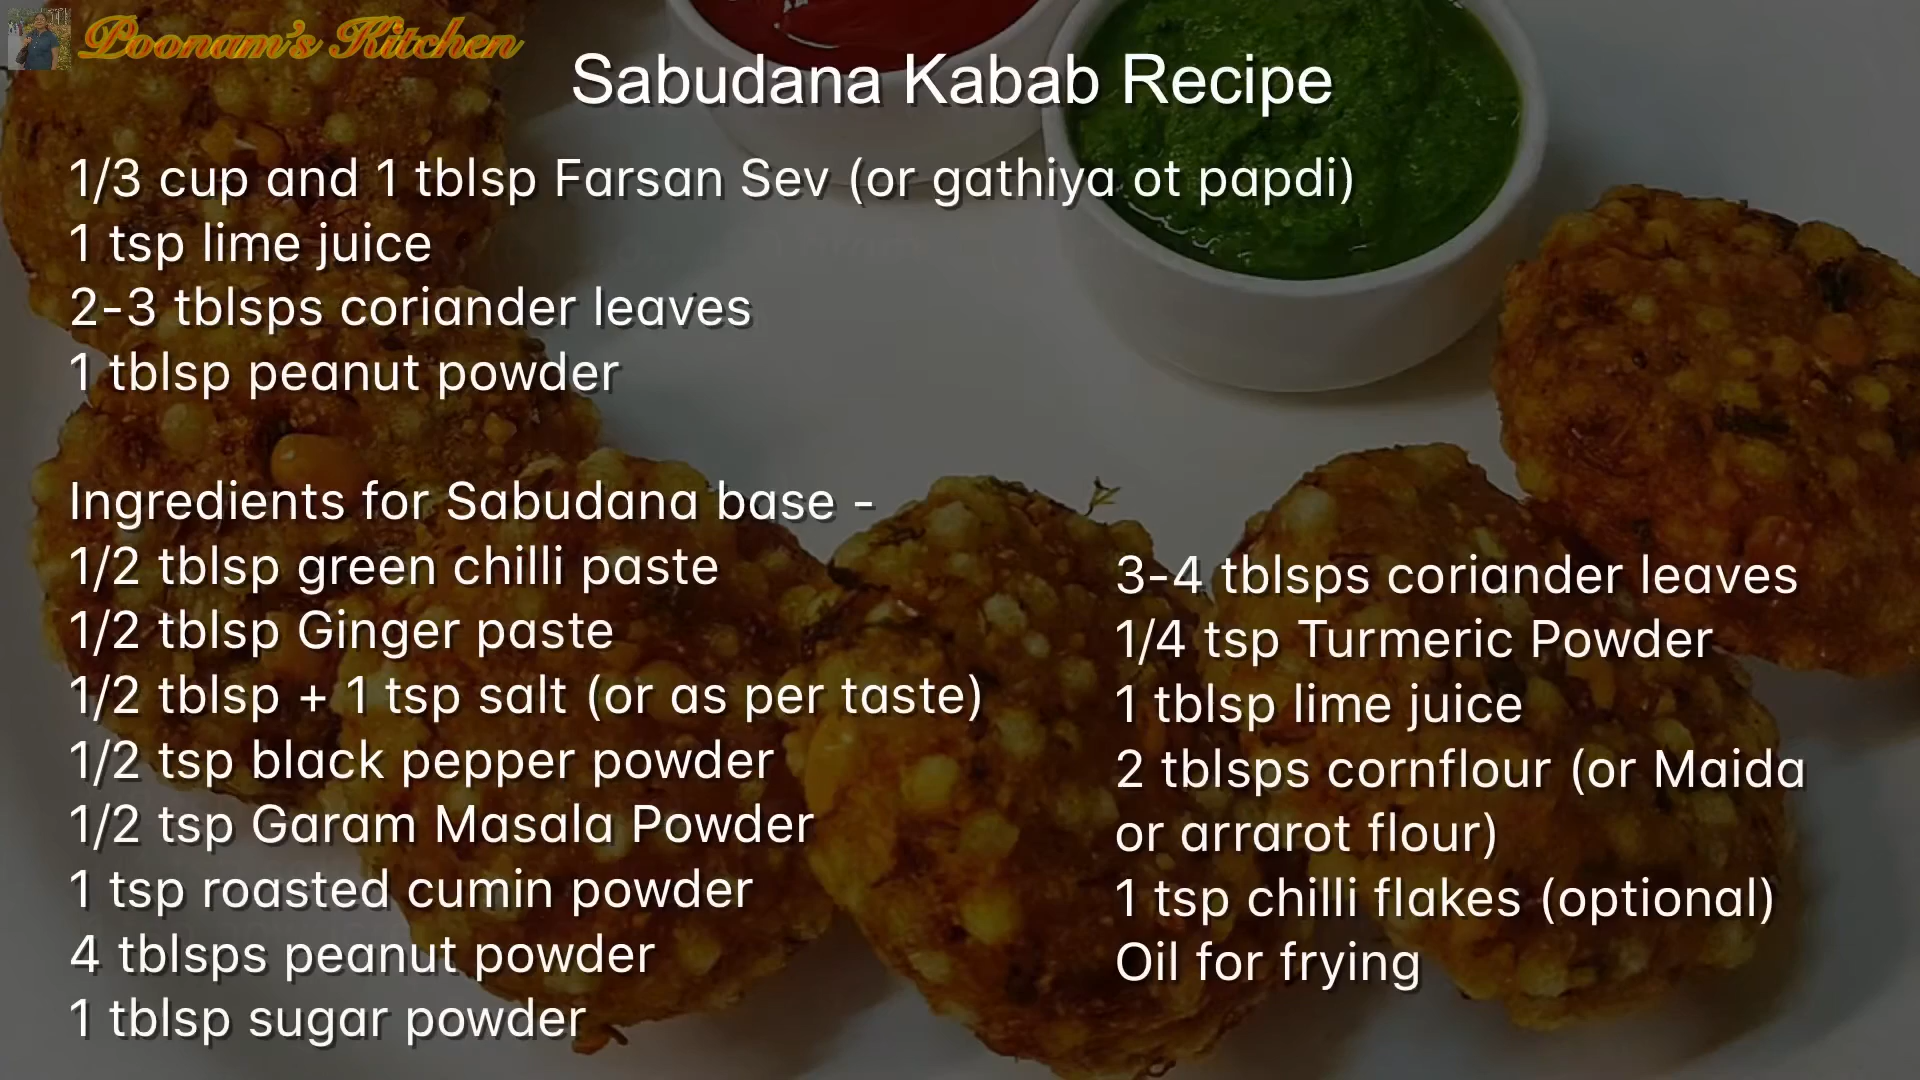 Poonam's Kitchen
Sabudana Kabab Recipe
1/3 cup and 1 tblsp Farsan Sev (or gathiya ot papdi)
1 tsp lime juice
2-3 tblsps coriander leaves
1 tblsp peanut powder
Ingredients for Sabudana base -
1/2 tblsp green chilli paste
1/2 tblsp Ginger paste
1/2 tblsp + 1 tsp salt (or as per taste)
1/2 tsp black pepper powder
1/2 tsp Garam Masala Powder
1 tsp roasted cumin powder
4 tblsps peanut powder
1 tblsp sugar powder
3-4 tblsps coriander leaves
1/4 tsp Turmeric Powder
1 tblsp lime juice
2 tblsps cornflour (or Maida
or arrarot flour)
1 tsp chilli flakes (optional)
Oil for frying